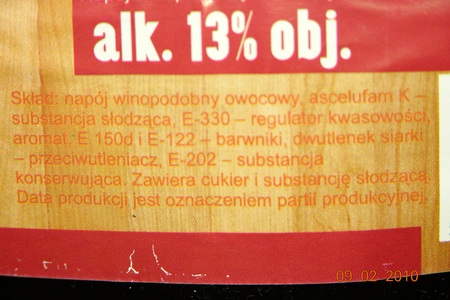 alk. 13% obj.
Skład: napój winopodobny owocowy, ascelufam K –
substancja słodząca, E-330 – regulator kwasowości,
aromat. E 150d i E-122 – barwniki, dwutlenek siarki
– przeciwutleniacz, E-202 – substancja
konserwująca. Zawiera cukier i substancję słodzącą.
Data produkcji jest oznaczeniem partii produkcyjnej.
09 02 2010